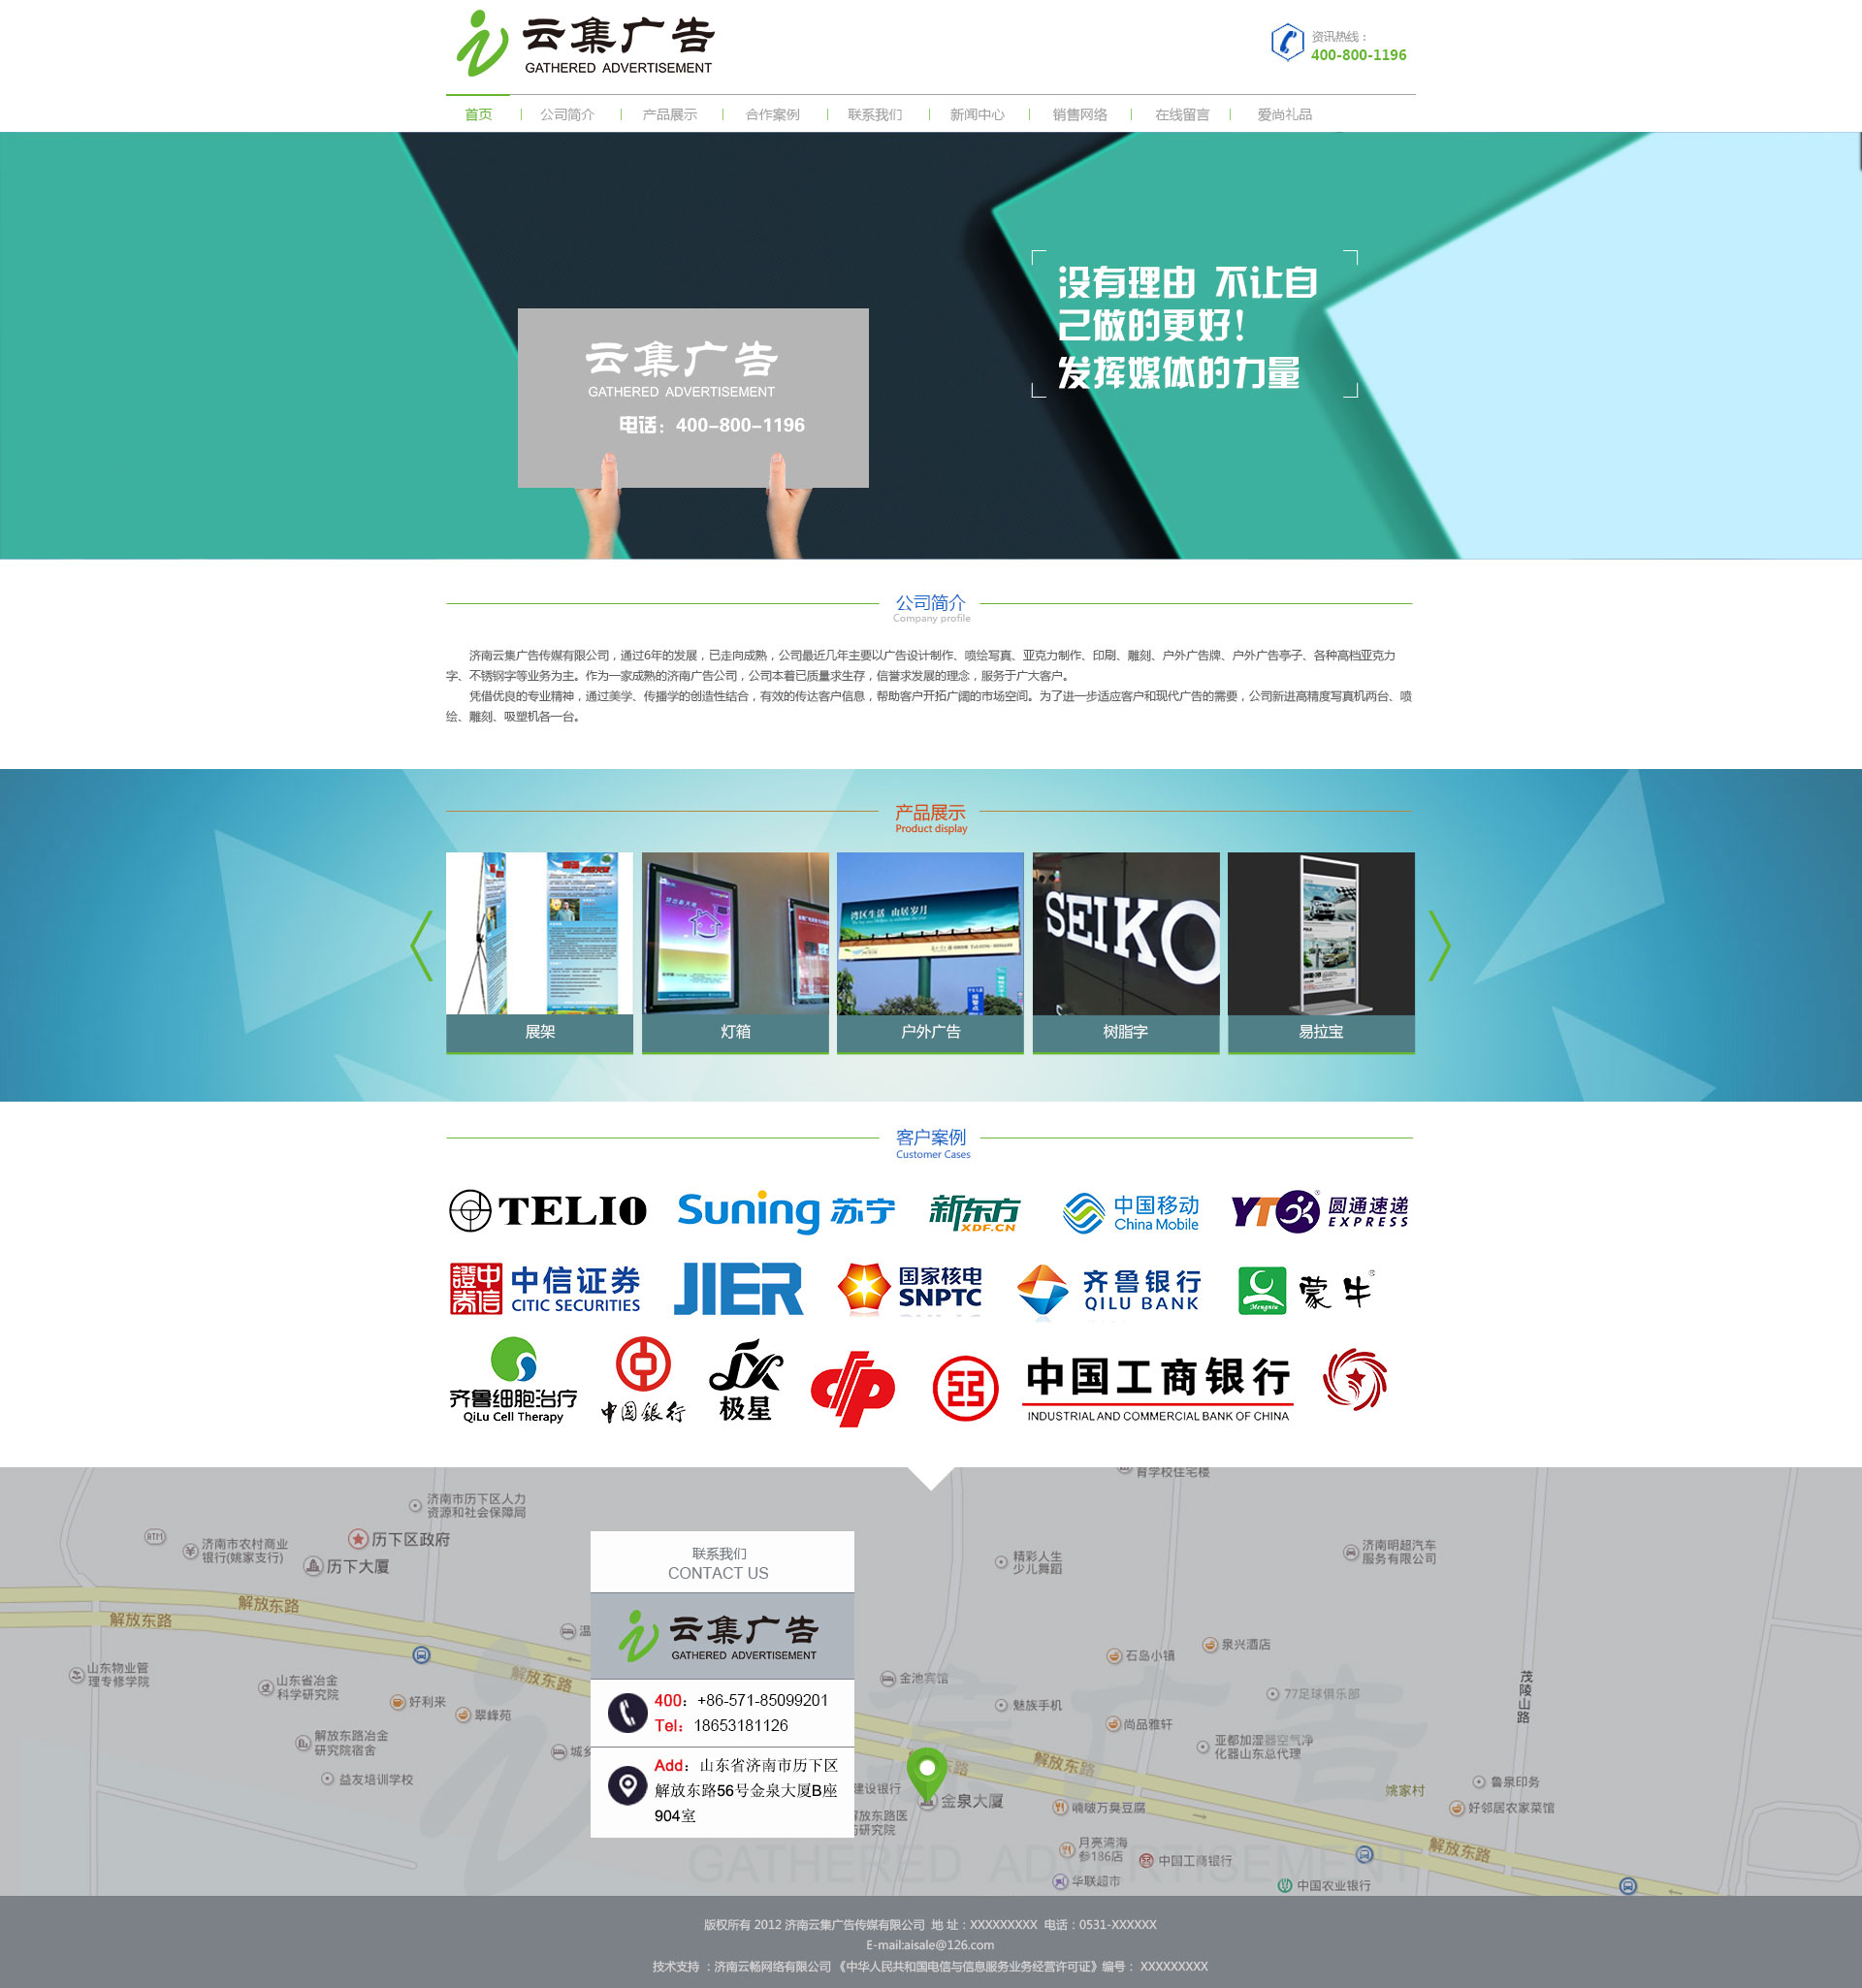 云集广告
GATHERED ADVERTISEMENT
资讯热线：
400-800-1196
首页 公司简介 产品展示 合作案例 联系我们 新闻中心 销售网络 在线留言 爱尚礼品
没有理由 不让自
己做的更好！
发挥媒体的力量
云集广告
GATHERED ADVERTISEMENT
电话：400-800-1196
公司简介
Company profile
济南云集广告传媒有限公司，通过6年的发展，已走向成熟，公司最近几年主要以广告设计制作、喷绘写真、亚克力制作、印刷、雕刻、户外广告牌、户外广告亭子、各种高档亚克力
字、不锈钢字等业务为主。作为一家成熟的济南广告公司，公司本着已质量求生存，信誉求发展的理念，服务于广大客户。
凭借优良的专业精神，通过美学、传播学的创造性结合，有效的传达客户信息，帮助客户开拓广阔的市场空间。为了进一步适应客户和现代广告的需要，公司新进高精度写真机两台、喷
绘、雕刻、吸塑机各一台。
产品展示
Product display
湾区生活 山居岁月
SEIKO
展架 灯箱 户外广告 树脂字 易拉宝
客户案例
Customer Cases
TELIO Suning 苏宁 新东方 XDF.CN 中国移动 China Mobile YTO 圆通速递 EXPRESS
中信證券 中信证券 CITIC SECURITIES JIER 国家核电 SNPTC 齐鲁银行 QILU BANK Mengniu 蒙牛
齐鲁细胞治疗 QiLu Cell Therapy 中国银行 极星 中国工商银行
INDUSTRIAL AND COMMERCIAL BANK OF CHINA
育学校住宅楼
济南市历下区人力
资源和社会保障局
济南市农村商业
银行(姚家支行)
历下区政府
历下大厦
精彩人生
少儿舞蹈
济南明超汽车
服务有限公司
联系我们
CONTACT US
云集广告
GATHERED ADVERTISEMENT
400：+86-571-85099201
Tel：18653181126
Add：山东省济南市历下区
解放东路56号金泉大厦B座
904室
解放东路
解放东路
解放东路
温
城乡
山东物业管
理专修学院
山东省冶金
科学研究院
好利来
翠峰苑
解放东路冶金
研究院宿舍
益友培训学校
金池宾馆
石岛小镇
泉兴酒店
魅族手机
77足球俱乐部
尚品雅轩
亚都加湿器空气净
化器山东总代理
茂陵山路
解放东路
建设银行
金泉大厦
解放东路医
药研究院
喃啵万臭豆腐
姚家村
鲁泉印务
好邻居农家菜馆
月亮湾海
参186店
中国工商银行
解放东路
华联超市
中国农业银行
广告
GATHERED ADVERTISEMENT
版权所有 2012 济南云集广告传媒有限公司 地 址：XXXXXXXXX 电话：0531-XXXXXX
E-mail:aisale@126.com
技术支持 ：济南云畅网络有限公司 《中华人民共和国电信与信息服务业务经营许可证》编号： XXXXXXXXX